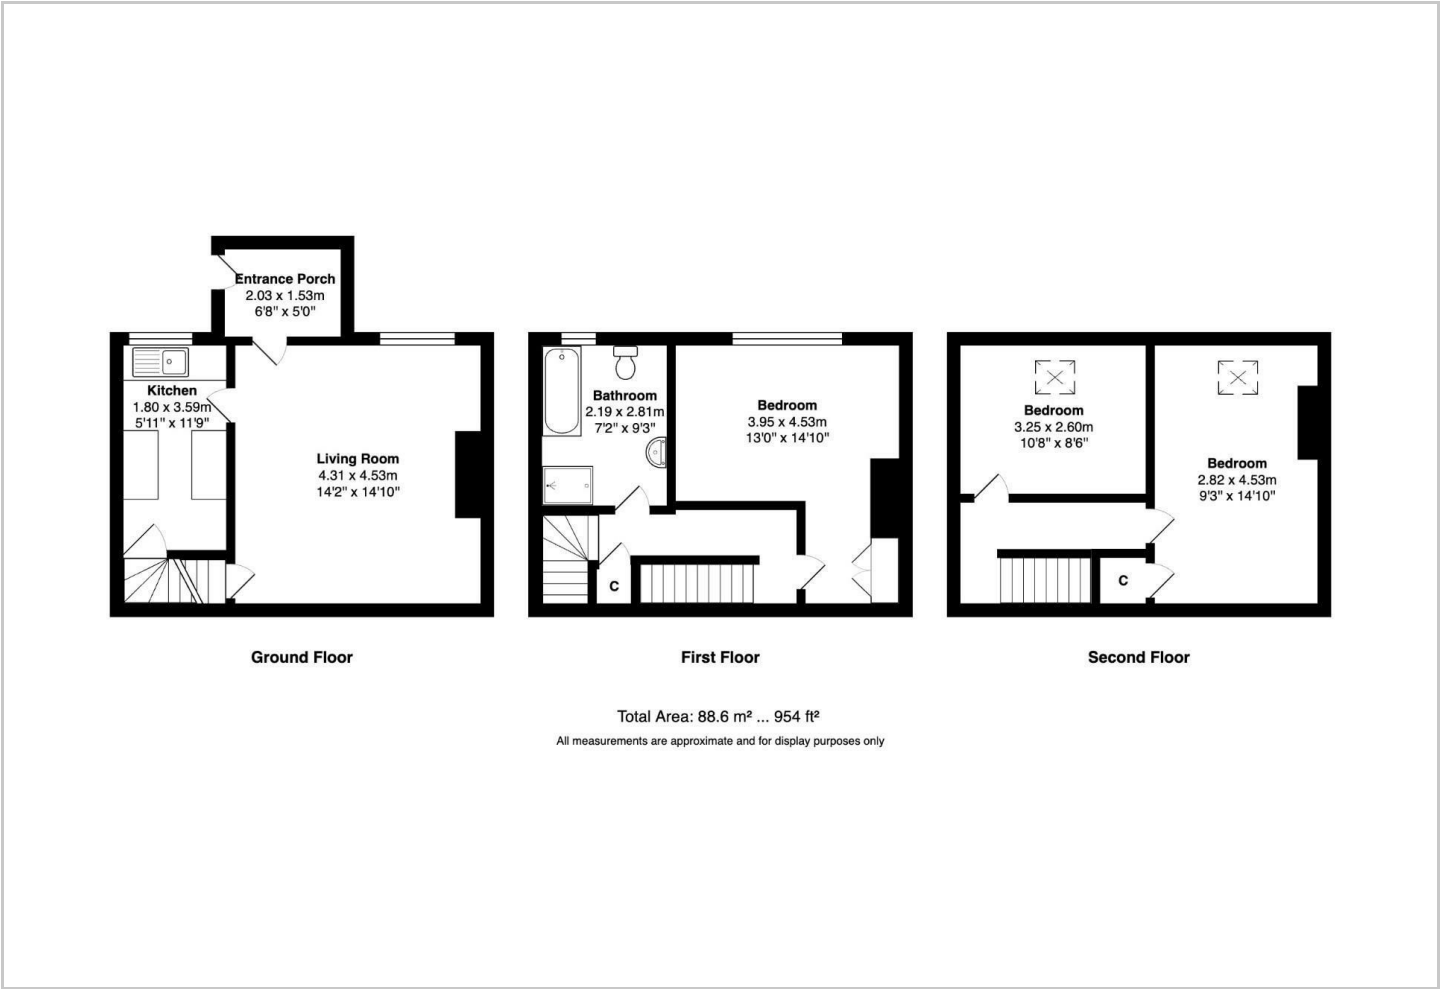 Entrance Porch
2.03 x 1.53m
6'8" x 5'0"
Kitchen
1.80 x 3.59m
5'11" x 11'9"
Living Room
4.31 x 4.53m
14'2" x 14'10"
Ground Floor
Bathroom
2.19 x 2.81m
7'2" x 9'3"
Bedroom
3.95 x 4.53m
13'0" x 14'10"
C
First Floor
Bedroom
3.25 x 2.60m
10'8" x 8'6"
Bedroom
2.82 x 4.53m
9'3" x 14'10"
C
Second Floor
Total Area: 88.6 m² ... 954 ft²
All measurements are approximate and for display purposes only